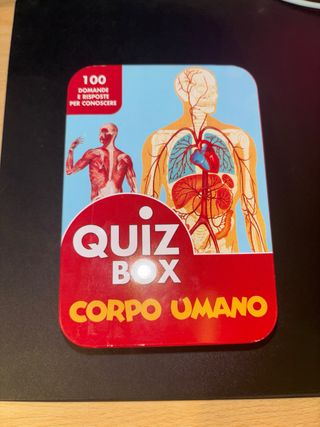 100
DOMANDE
E RISPOSTE
PER CONOSCERE
QUIZ
BOX
CORPO UMANO